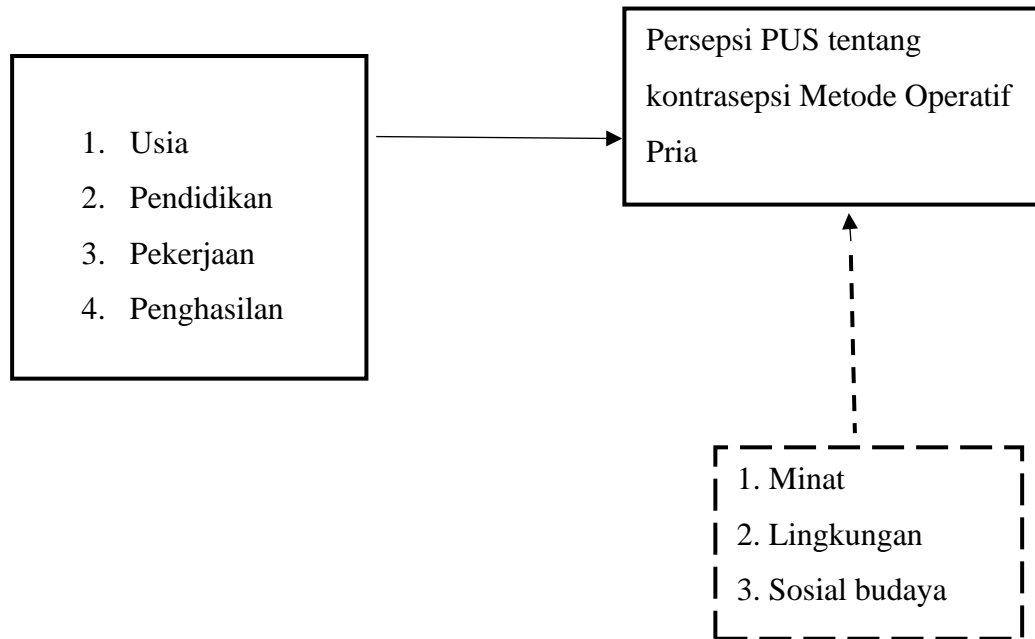 Persepsi PUS tentang
kontrasepsi Metode Operatif
Pria
1. Usia
2. Pendidikan
3. Pekerjaan
4. Penghasilan
1. Minat
2. Lingkungan
3. Sosial budaya